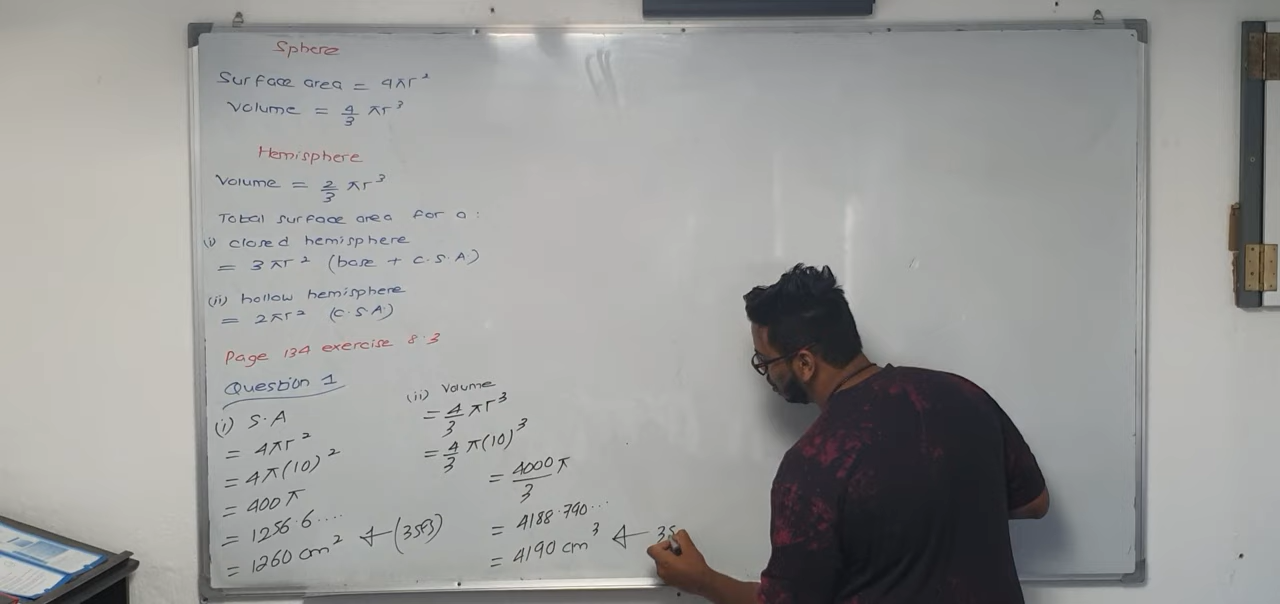 Sphere
Surface area = 4πr²
Volume = 4/3 πr³
Hemisphere
Volume = 2/3 πr³
Total surface area for a:
(i) closed hemisphere
= 3πr² (base + C.S.A)
(ii) hollow hemisphere
= 2πr² (C.S.A.)
Page 134 exercise 8.3
Question 1
(i) S.A
= 4πr²
= 4π(10)²
= 400π
= 1256.6....
= 1260 cm² ← (3sf)
(ii) Volume
= 4/3 πr³
= 4/3 π(10)³
= 4000/3 π
= 4188.790...
= 4190 cm³ ← 3s